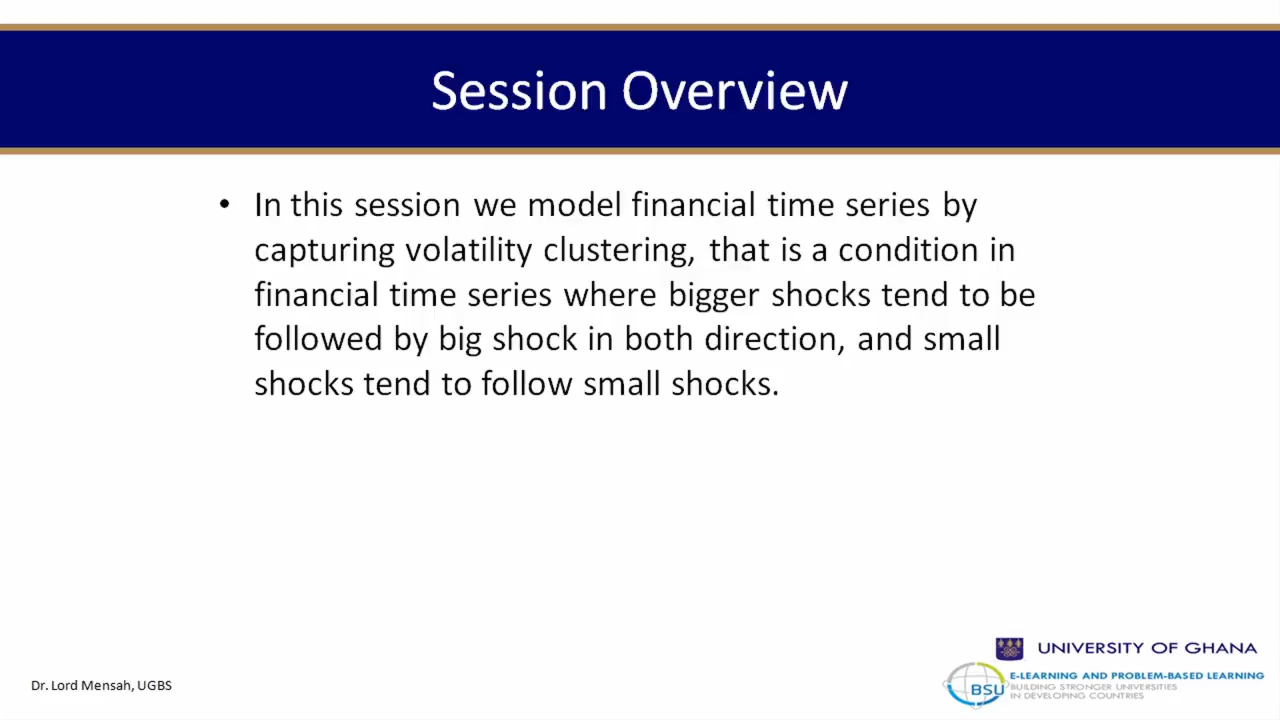 Session Overview
• In this session we model financial time series by
capturing volatility clustering, that is a condition in
financial time series where bigger shocks tend to be
followed by big shock in both direction, and small
shocks tend to follow small shocks.
UNIVERSITY OF GHANA
Dr. Lord Mensah, UGBS
BSU
E-LEARNING AND PROBLEM-BASED LEARNING
BUILDING STRONGER UNIVERSITIES
IN DEVELOPING COUNTRIES